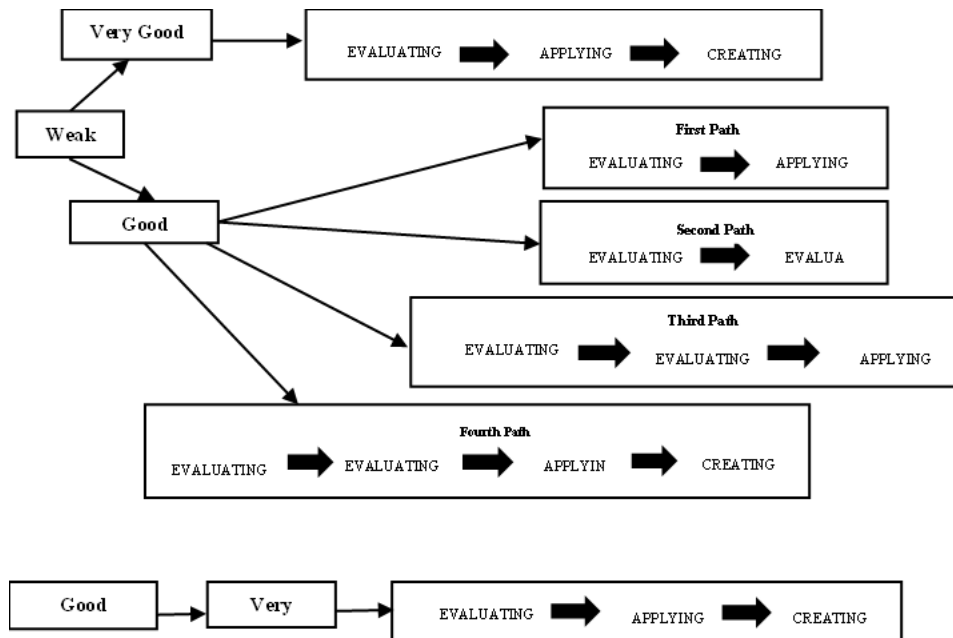 Very Good
EVALUATING APPLYING CREATING
Weak
First Path
EVALUATING APPLYING
Good
Second Path
EVALUATING EVALUA
Third Path
EVALUATING EVALUATING APPLYING
Fourth Path
EVALUATING EVALUATING APPLYIN CREATING
Good Very
EVALUATING APPLYING CREATING